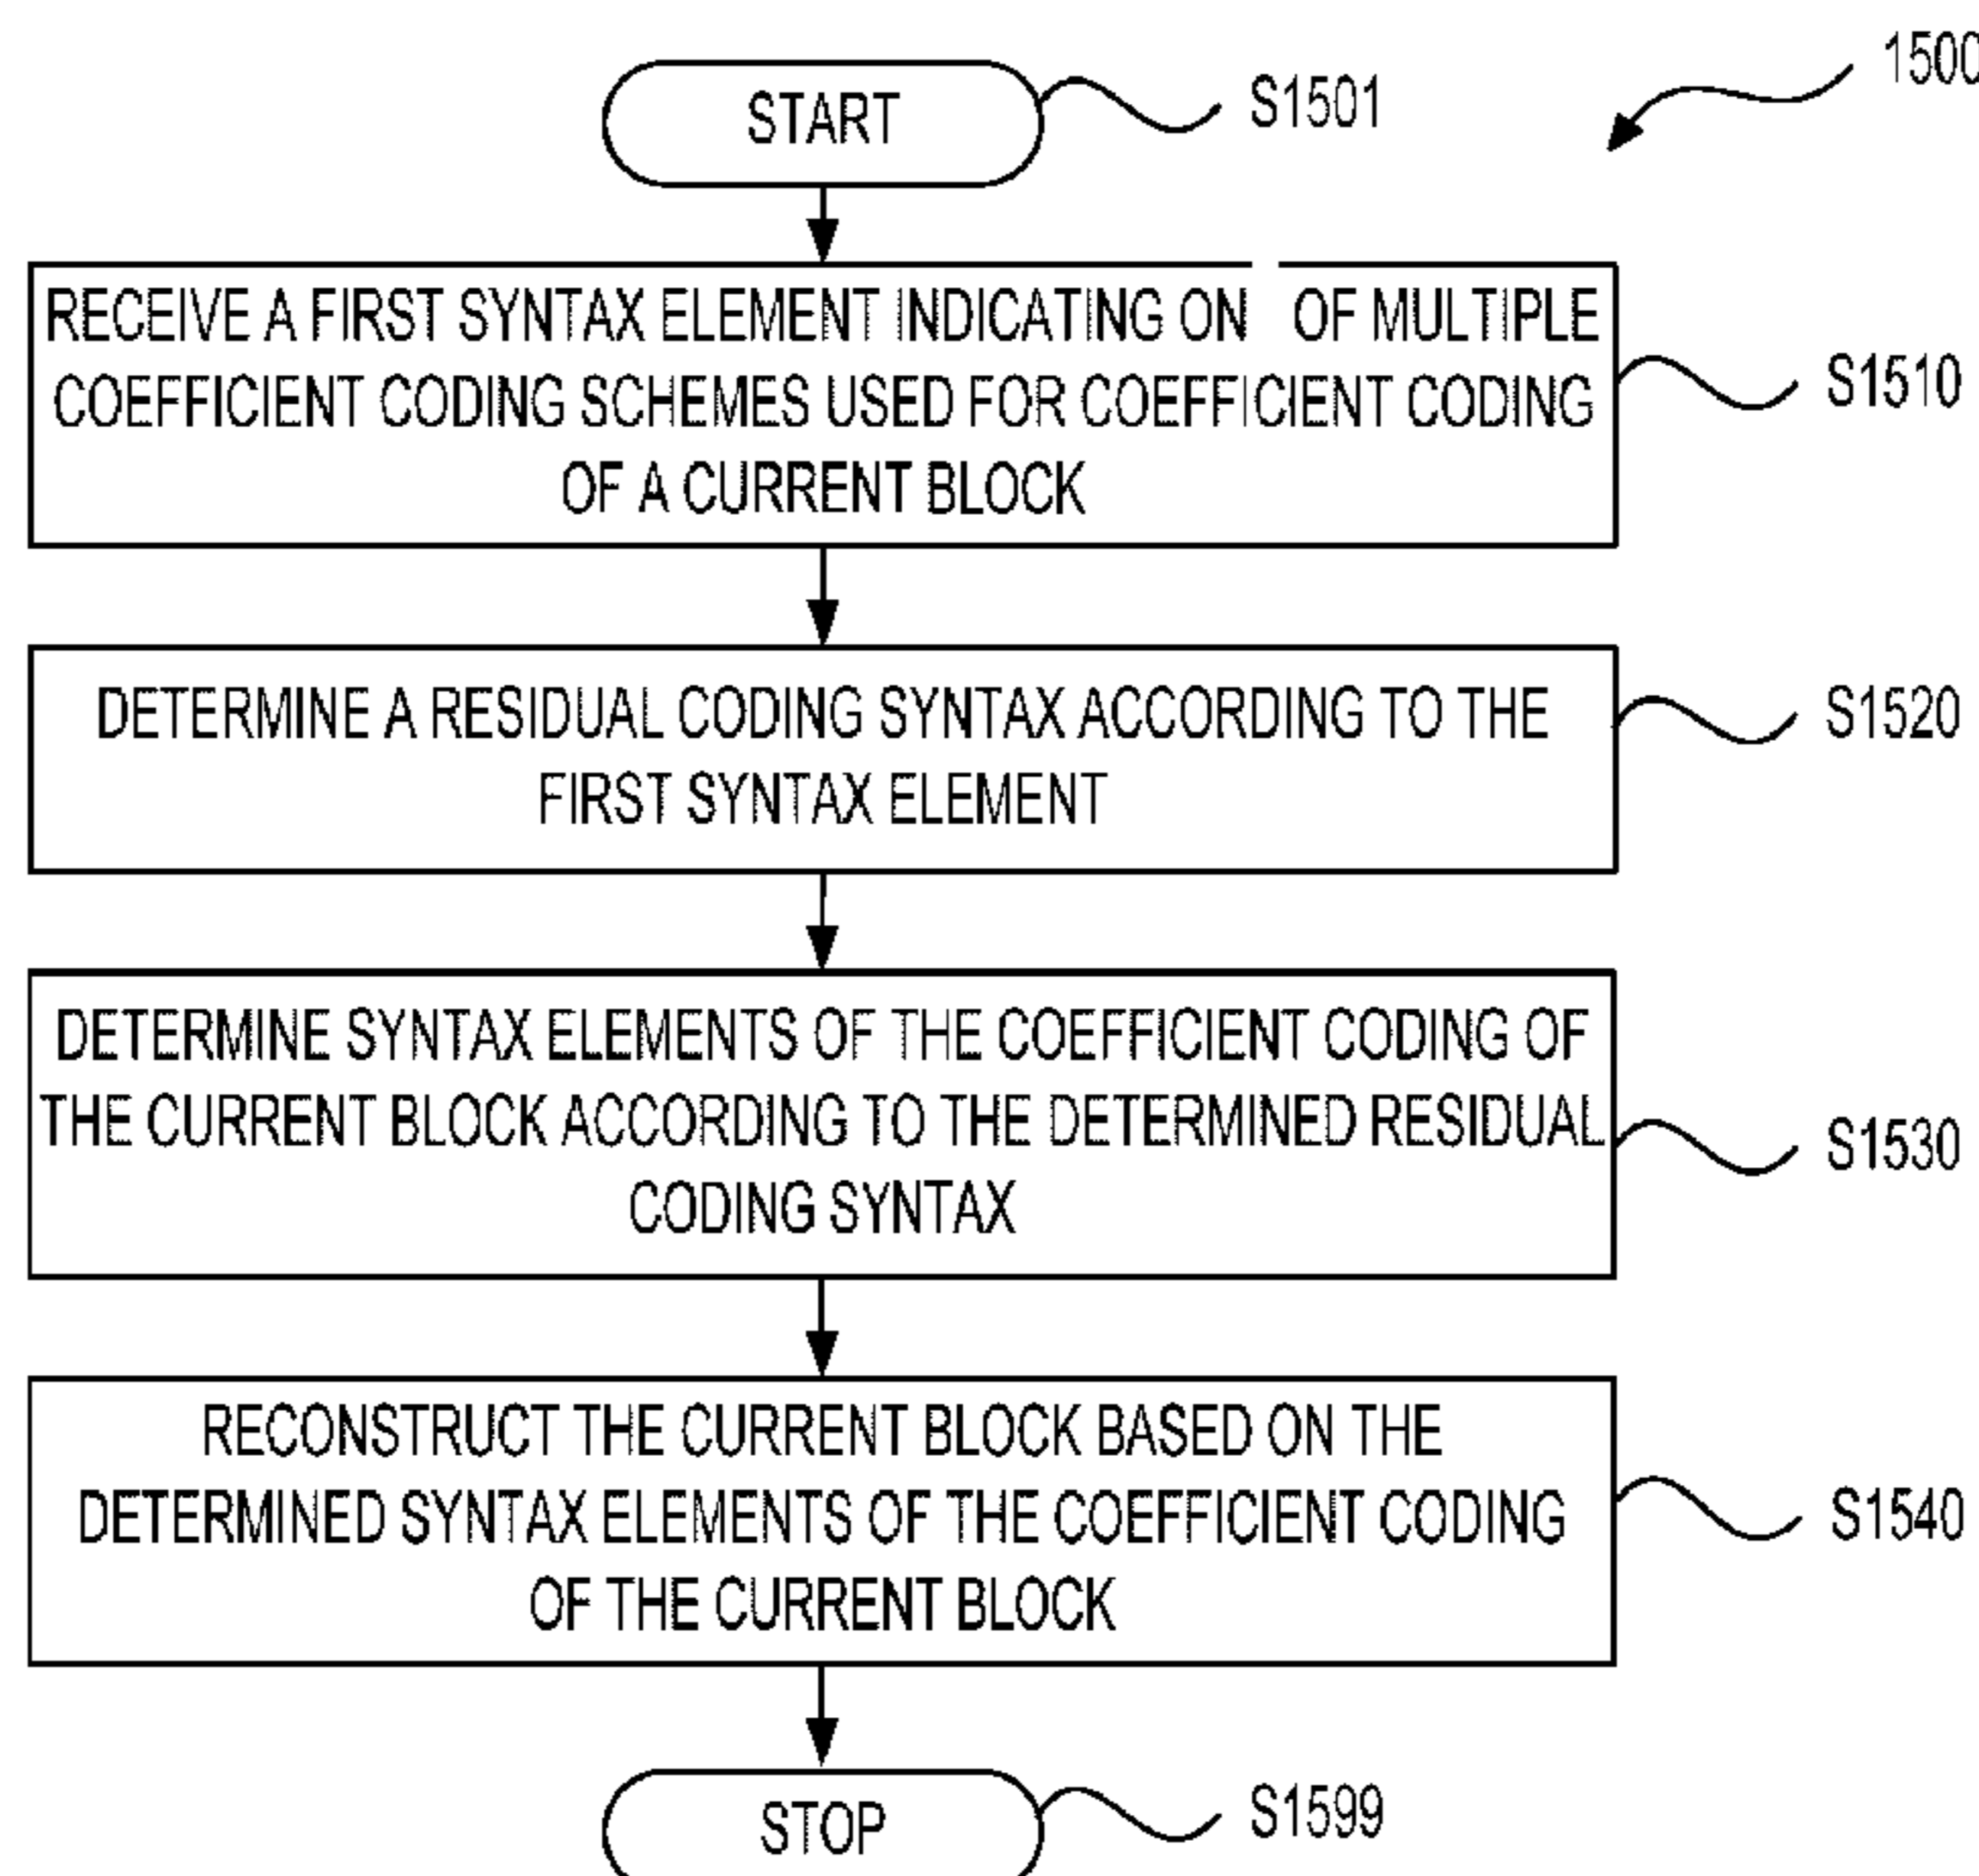 1500
START
S1501
RECEIVE A FIRST SYNTAX ELEMENT INDICATING ON OF MULTIPLE
COEFFICIENT CODING SCHEMES USED FOR COEFFICIENT CODING
OF A CURRENT BLOCK
S1510
DETERMINE A RESIDUAL CODING SYNTAX ACCORDING TO THE
FIRST SYNTAX ELEMENT
S1520
DETERMINE SYNTAX ELEMENTS OF THE COEFFICIENT CODING OF
THE CURRENT BLOCK ACCORDING TO THE DETERMINED RESIDUAL
CODING SYNTAX
S1530
RECONSTRUCT THE CURRENT BLOCK BASED ON THE
DETERMINED SYNTAX ELEMENTS OF THE COEFFICIENT CODING
OF THE CURRENT BLOCK
S1540
STOP
S1599